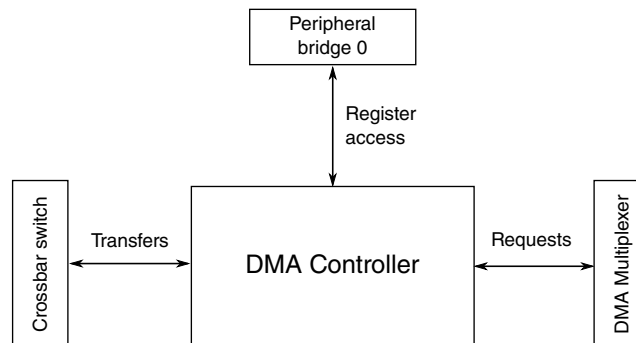 Peripheral
bridge 0
Register
access
Crossbar switch
Transfers
DMA Controller
Requests
DMA Multiplexer